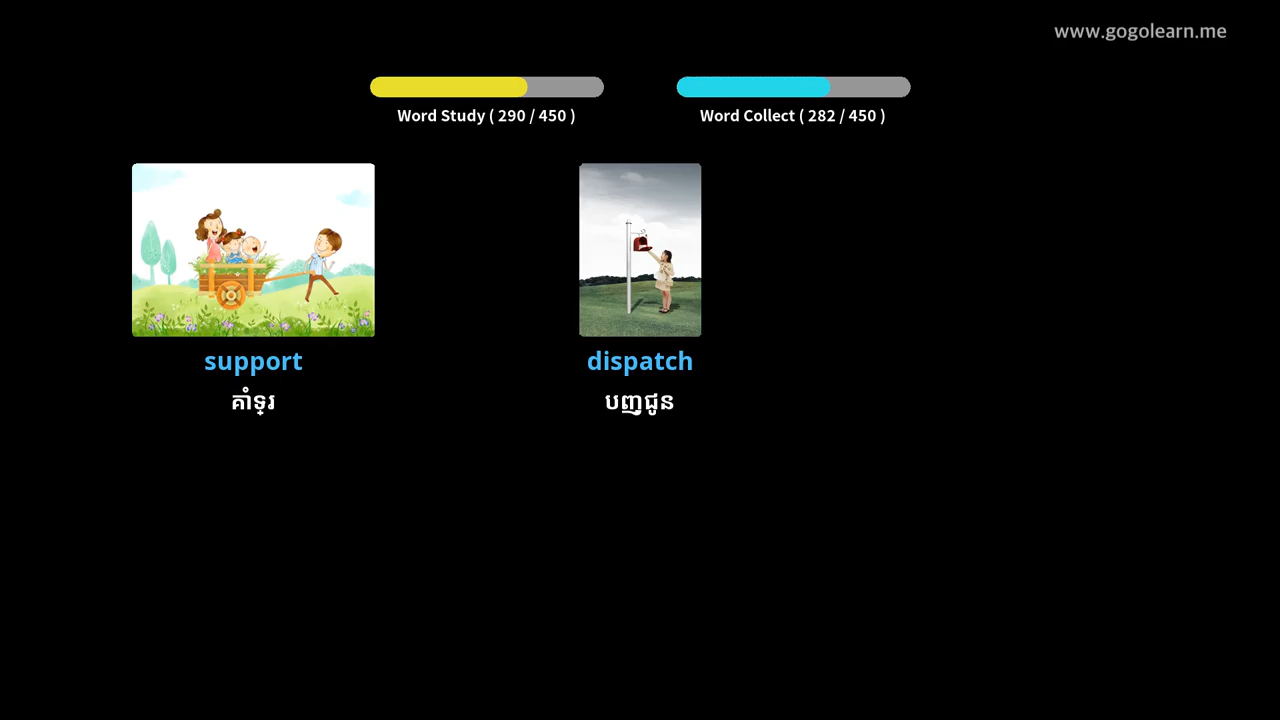 www.gogolearn.me
Word Study ( 290 / 450 )
Word Collect ( 282 / 450 )
support
dispatch
គាំទ្រ
បញ្ជូន